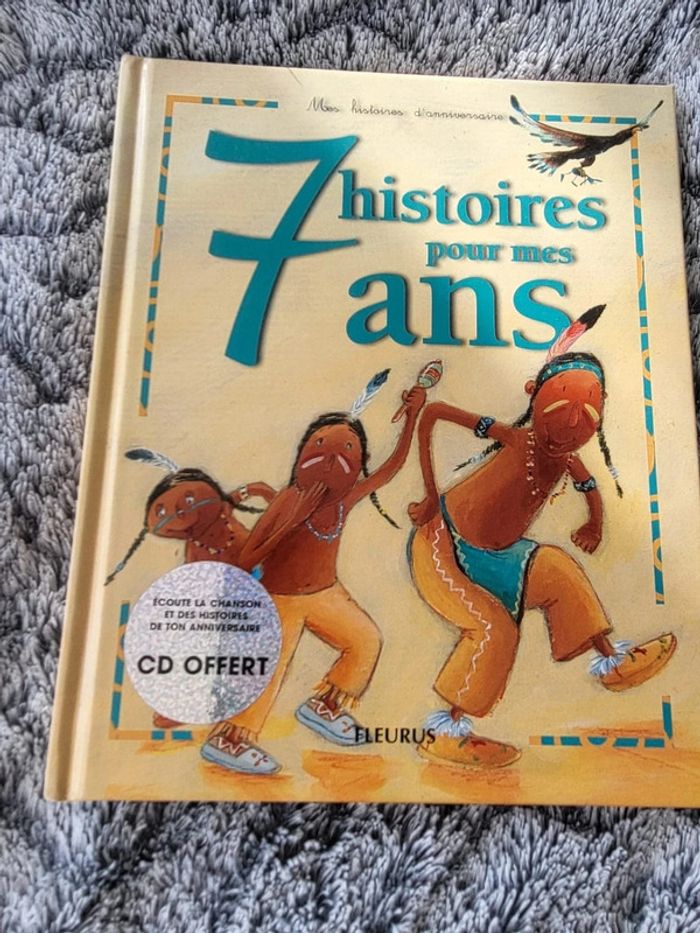 Mes histoires d'anniversaire
7 histoires
pour mes
ans
ÉCOUTE LA CHANSON
ET DES HISTOIRES
DE TON ANNIVERSAIRE
CD OFFERT
FLEURUS